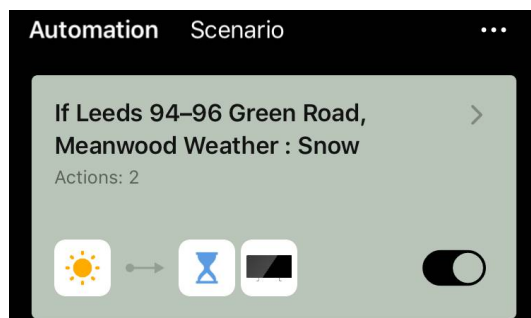 Automation Scenario
If Leeds 94–96 Green Road,
Meanwood Weather : Snow
Actions: 2